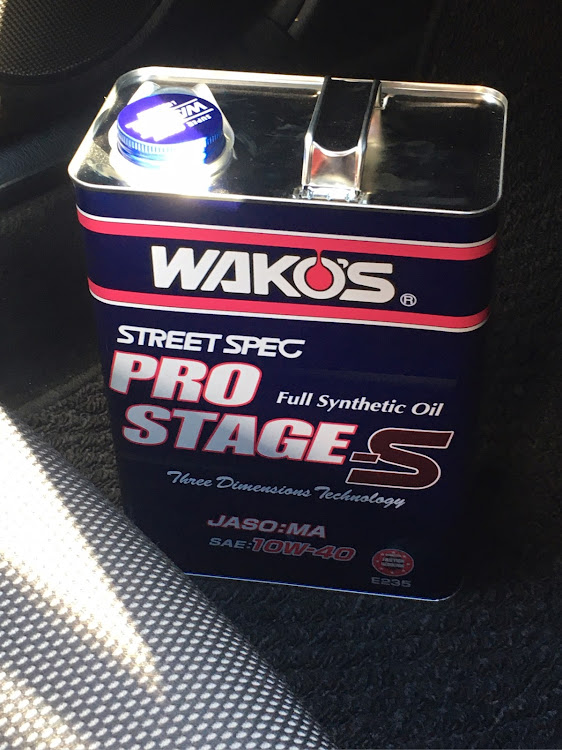 WAKO'S®
STREET SPEC
PRO
Full Synthetic Oil
STAGE-S
Three Dimensions Technology
JASO:MA
SAE:10W-40
E235